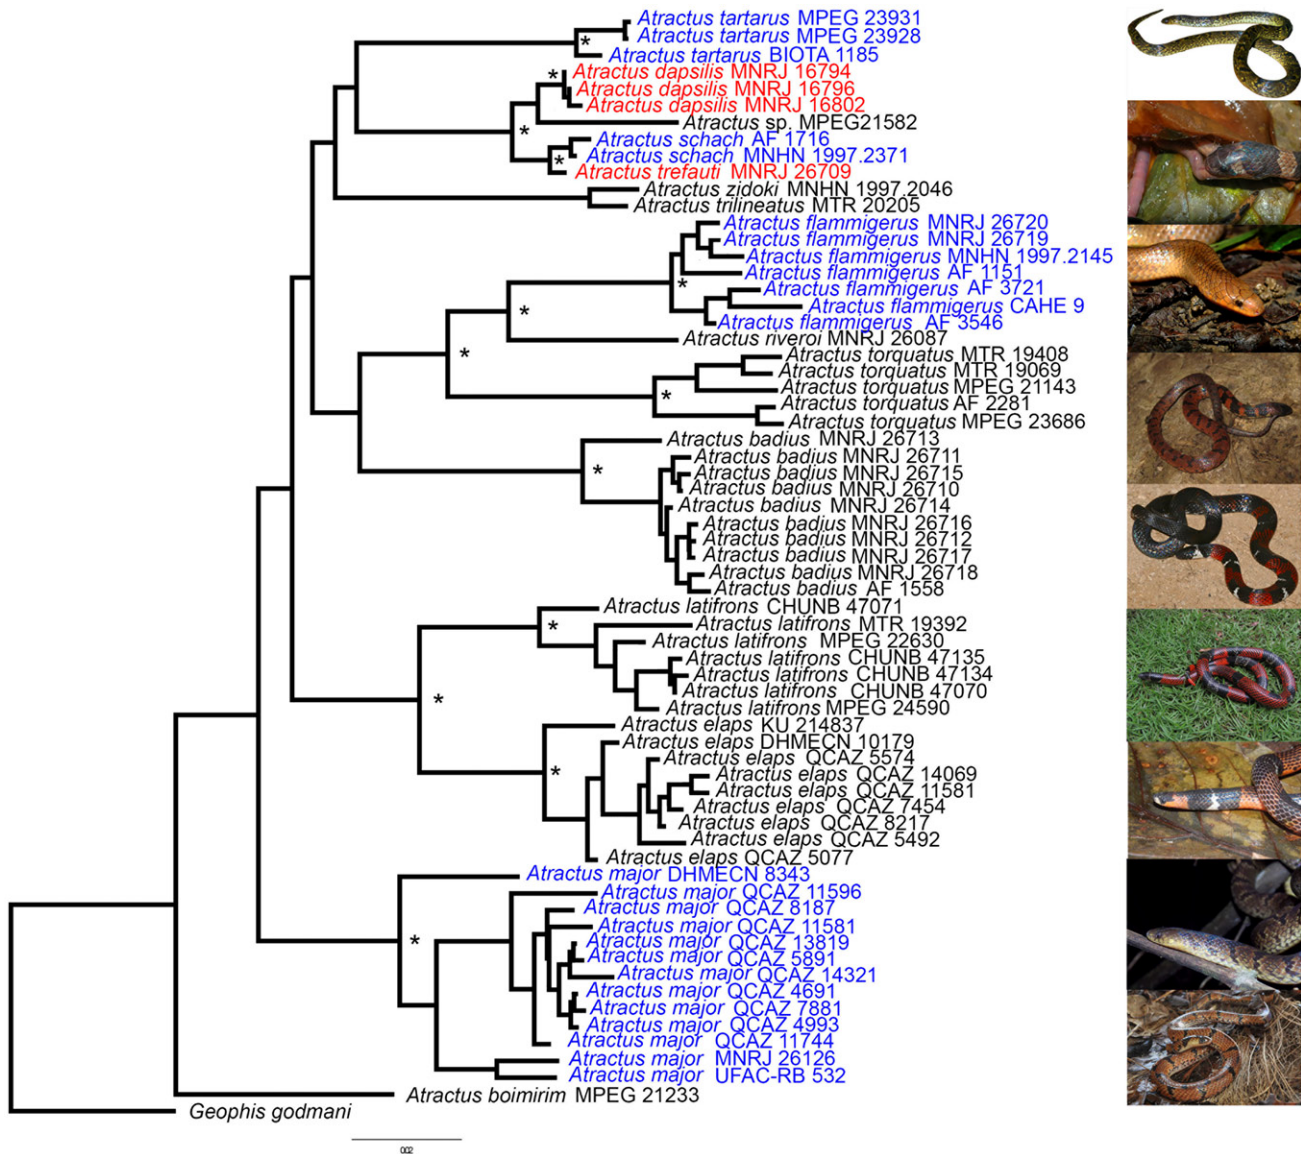 Atractus tartarus MPEG 23931
Atractus tartarus MPEG 23928
Atractus tartarus BIOTA 1185
Atractus dapsilis MNRJ 16794
Atractus dapsilis MNRJ 16796
Atractus dapsilis MNRJ 16802
Atractus sp. MPEG21582
Atractus schach AF 1716
Atractus schach MNHN 1997.2371
Atractus trefauti MNRJ 26709
Atractus zidoki MNHN 1997.2046
Atractus trilineatus MTR 20205
Atractus flammigerus MNRJ 26720
Atractus flammigerus MNRJ 26719
Atractus flammigerus MNHN 1997.2145
Atractus flammigerus AF 1151
Atractus flammigerus AF 3721
Atractus flammigerus CAHE 9
Atractus flammigerus AF 3546
Atractus riveroi MNRJ 26087
Atractus torquatus MTR 19408
Atractus torquatus MTR 19069
Atractus torquatus MPEG 21143
Atractus torquatus AF 2281
Atractus torquatus MPEG 23686
Atractus badius MNRJ 26713
Atractus badius MNRJ 26711
Atractus badius MNRJ 26715
Atractus badius MNRJ 26710
Atractus badius MNRJ 26714
Atractus badius MNRJ 26716
Atractus badius MNRJ 26712
Atractus badius MNRJ 26717
Atractus badius MNRJ 26718
Atractus badius AF 1558
Atractus latifrons CHUNB 47071
Atractus latifrons MTR 19392
Atractus latifrons MPEG 22630
Atractus latifrons CHUNB 47135
Atractus latifrons CHUNB 47134
Atractus latifrons CHUNB 47070
Atractus latifrons MPEG 24590
Atractus elaps KU 214837
Atractus elaps DHMECN 10179
Atractus elaps QCAZ 5574
Atractus elaps QCAZ 14069
Atractus elaps QCAZ 11581
Atractus elaps QCAZ 7454
Atractus elaps QCAZ 8217
Atractus elaps QCAZ 5492
Atractus elaps QCAZ 5077
Atractus major DHMECN 8343
Atractus major QCAZ 11596
Atractus major QCAZ 8187
Atractus major QCAZ 11581
Atractus major QCAZ 13819
Atractus major QCAZ 5891
Atractus major QCAZ 14321
Atractus major QCAZ 4691
Atractus major QCAZ 7881
Atractus major QCAZ 4993
Atractus major QCAZ 11744
Atractus major MNRJ 26126
Atractus major UFAC-RB 532
Atractus boimirim MPEG 21233
Geophis godmani
0.02